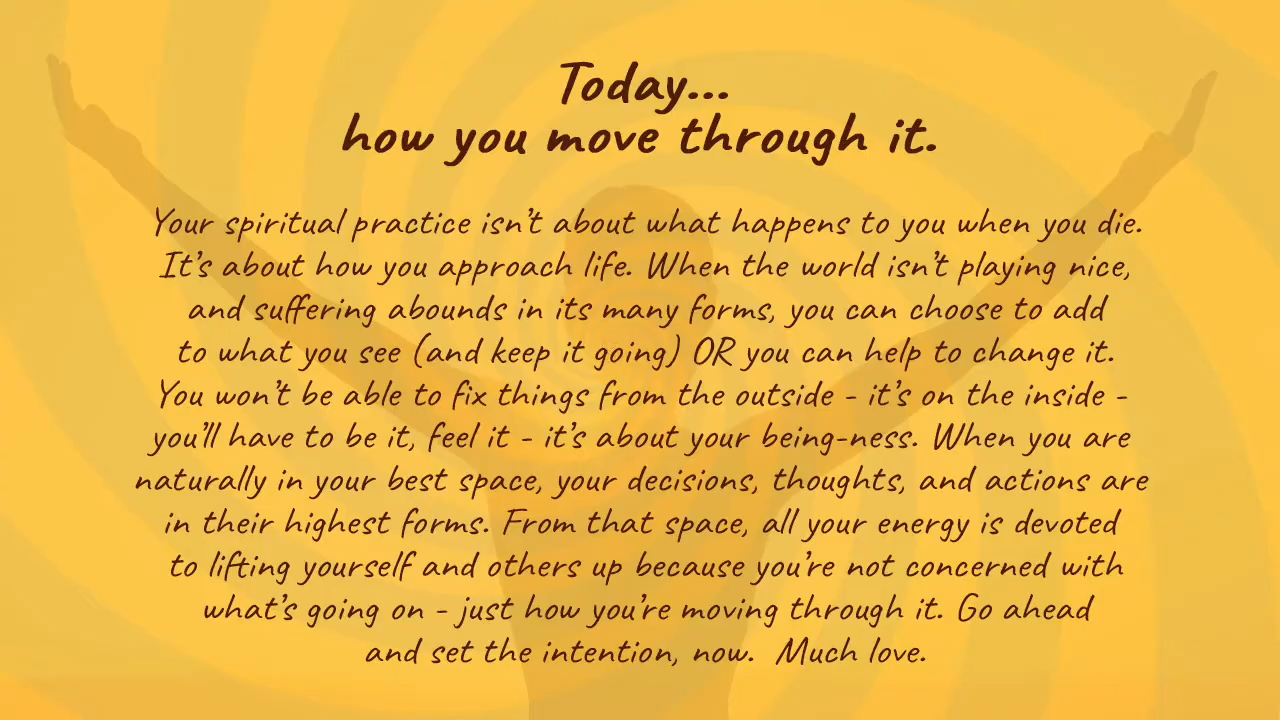 Today...
how you move through it.
Your spiritual practice isn't about what happens to you when you die.
It's about how you approach life. When the world isn't playing nice,
and suffering abounds in its many forms, you can choose to add
to what you see (and keep it going) OR you can help to change it.
You won't be able to fix things from the outside - it's on the inside -
you'll have to be it, feel it - it's about your being-ness. When you are
naturally in your best space, your decisions, thoughts, and actions are
in their highest forms. From that space, all your energy is devoted
to lifting yourself and others up because you're not concerned with
what's going on - just how you're moving through it. Go ahead
and set the intention, now.  Much love.